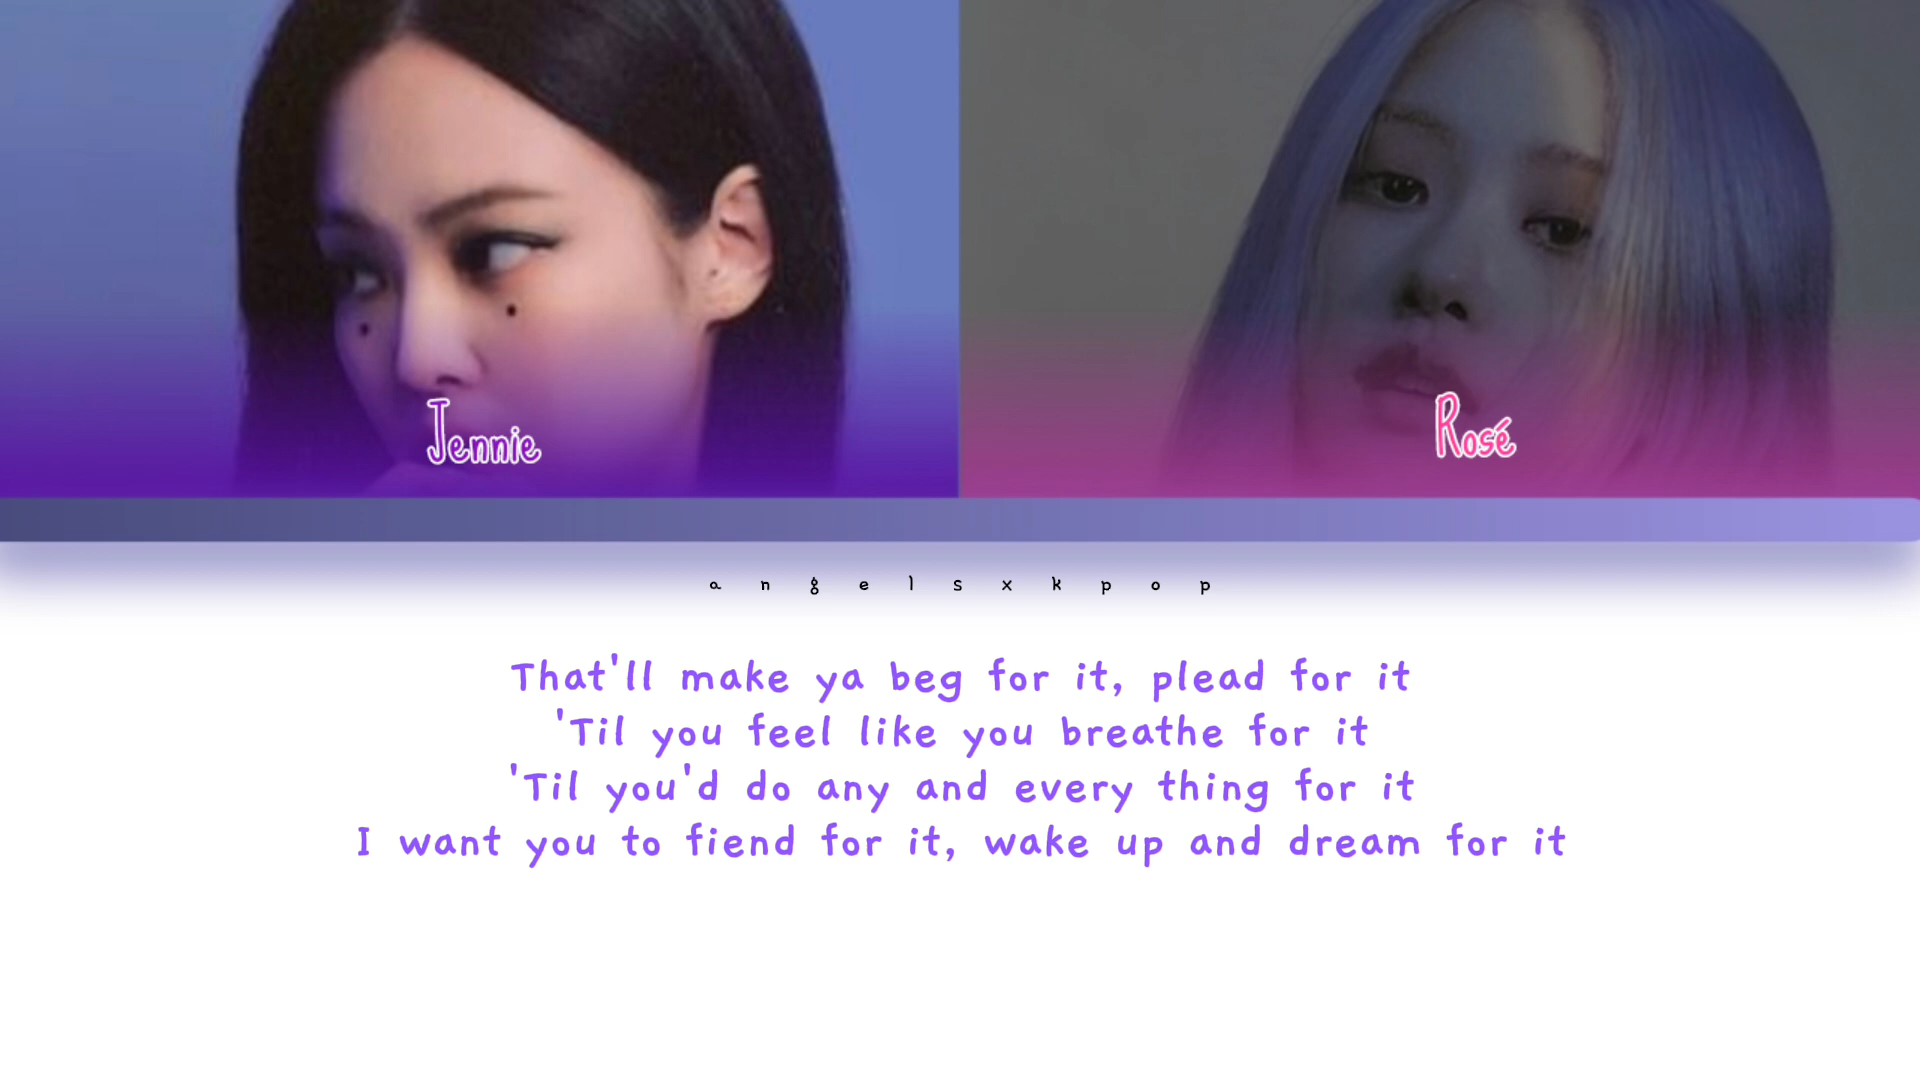 Jennie
Rosé
angelsxkpop
That'll make ya beg for it, plead for it
'Til you feel like you breathe for it
'Til you'd do any and every thing for it
I want you to fiend for it, wake up and dream for it